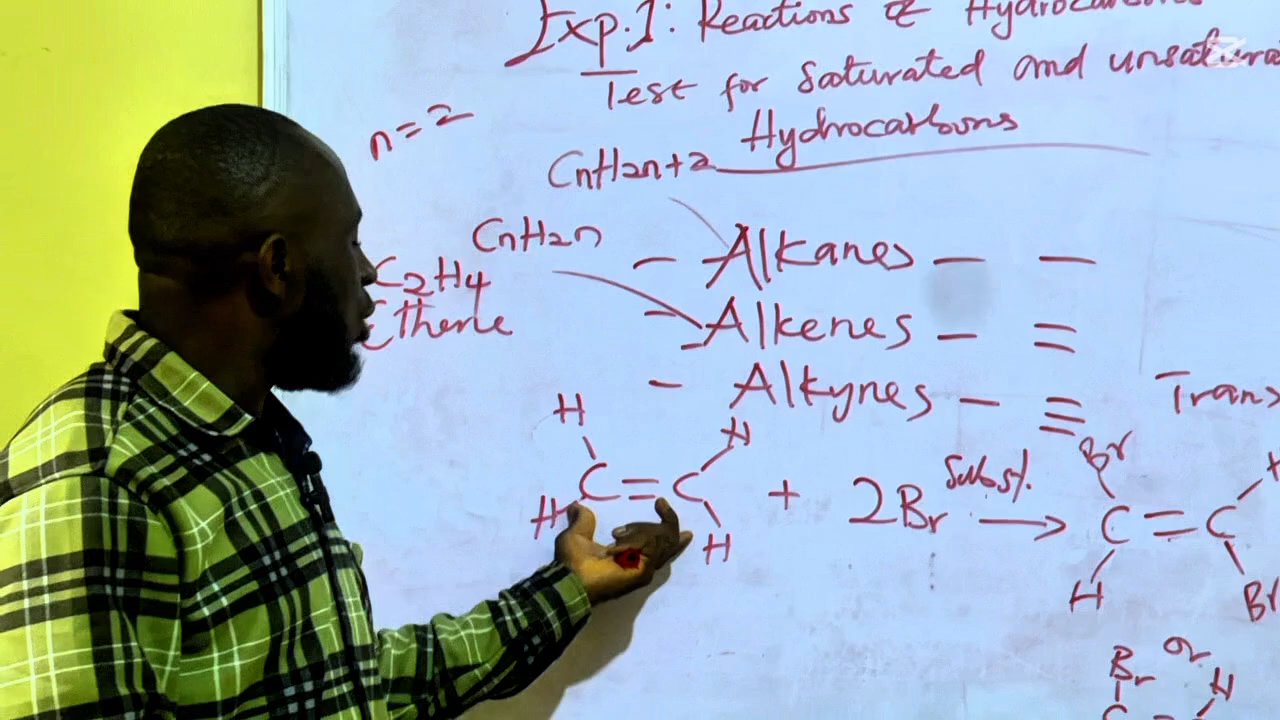 Exp.1: Reactions of Hydrocarbons
Test for Saturated and unsatura
Hydrocarbons
n=2
CnH2n+2
CnH2n
- Alkanes - -
C2H4
- Alkenes - =
Ethene
- Alkynes - ≡
Trans
H H Br
C=C + 2Br Subst. → C=C
H H H Br
or
Br H